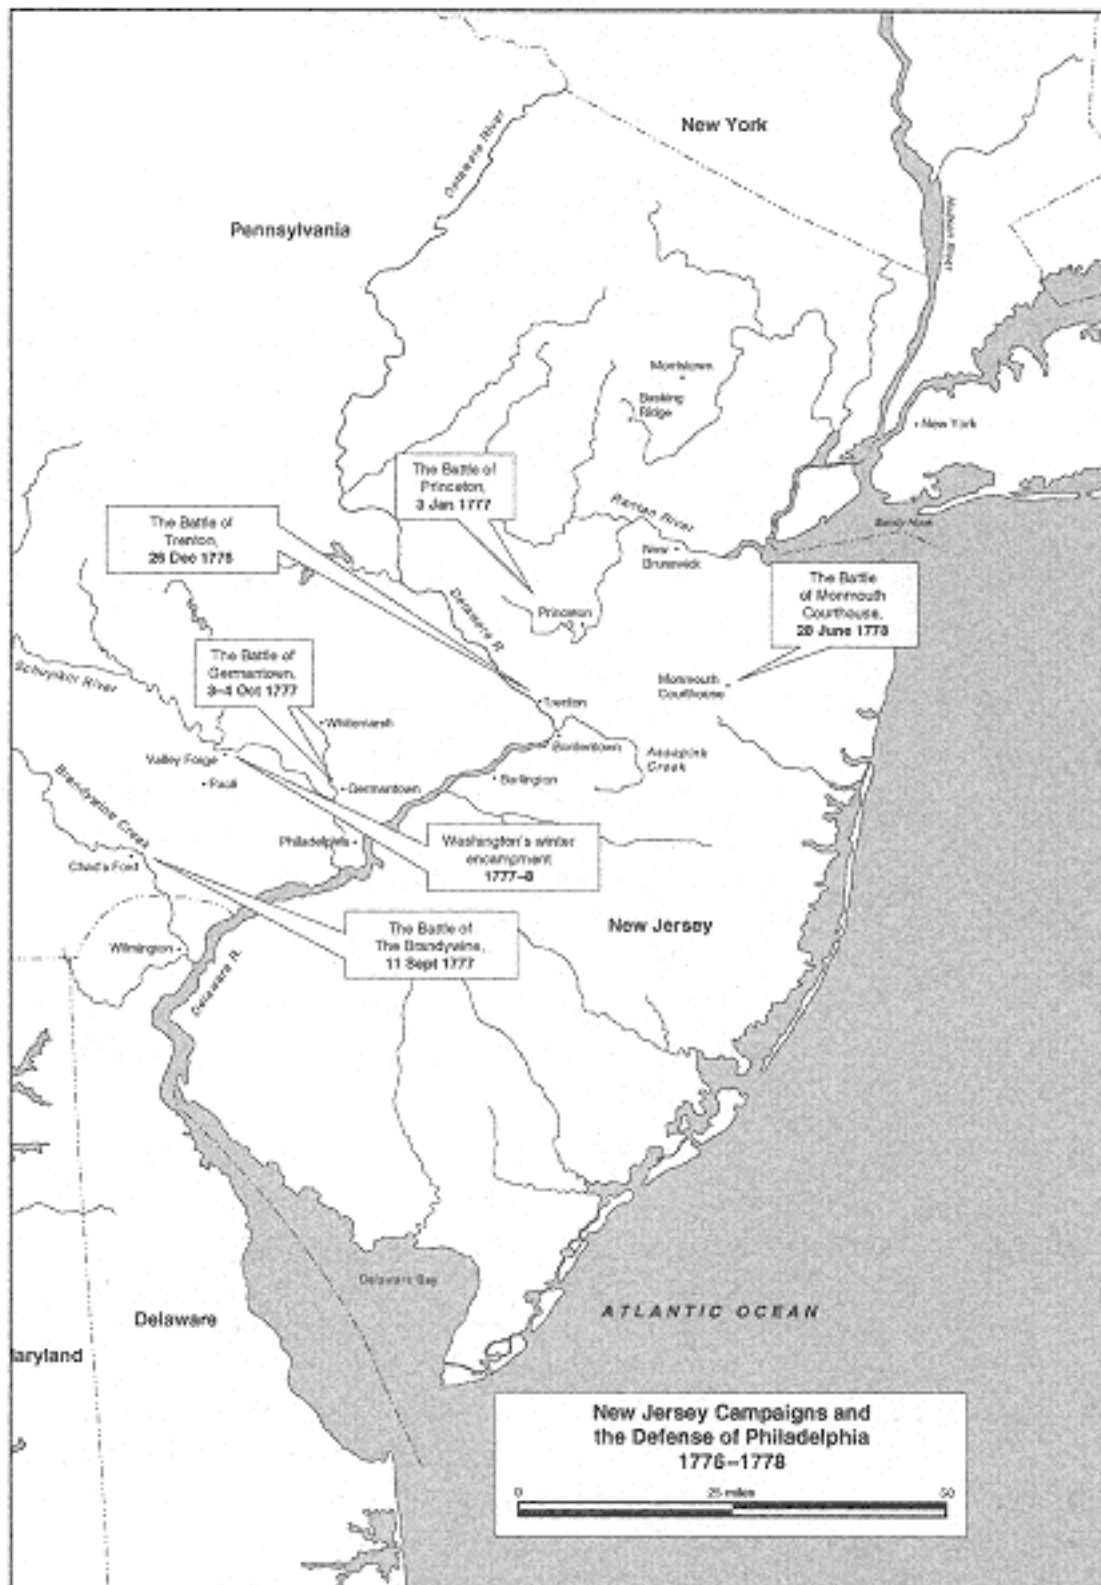 New York
Delaware River
Hudson River
Pennsylvania
Morristown
Basking
Ridge
New York
The Battle of
Princeton,
3 Jan 1777
Raritan River
Sandy Hook
The Battle of
Trenton,
26 Dec 1776
New
Brunswick
The Battle
of Monmouth
Courthouse,
28 June 1778
Delaware R.
Princeton
The Battle of
Germantown,
3–4 Oct 1777
Schuylkill River
Monmouth
Courthouse
Trenton
Whitemarsh
Bordentown
Assupink
Creek
Valley Forge
Paoli
Germantown
Burlington
Brandywine Creek
Philadelphia
Washington's winter
encampment
1777–8
Chad's Ford
The Battle of
The Brandywine,
11 Sept 1777
New Jersey
Wilmington
Delaware R.
Delaware Bay
ATLANTIC OCEAN
Delaware
laryland
New Jersey Campaigns and
the Defense of Philadelphia
1776–1778
0 25 miles 50